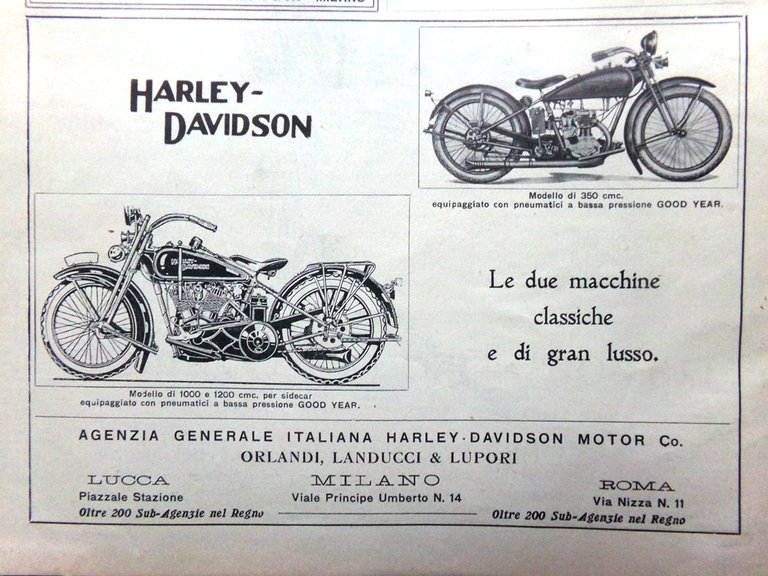 MILANO
HARLEY-
DAVIDSON
Modello di 350 cmc.
equipaggiato con pneumatici a bassa pressione GOOD YEAR.
HARLEY-
DAVIDSON
Modello di 1000 e 1200 cmc. per sidecar
equipaggiato con pneumatici a bassa pressione GOOD YEAR.
Le due macchine
classiche
e di gran lusso.
AGENZIA GENERALE ITALIANA HARLEY-DAVIDSON MOTOR Co.
ORLANDI, LANDUCCI & LUPORI
LUCCA
Piazzale Stazione
Oltre 200 Sub-Agenzie nel Regno
MILANO
Viale Principe Umberto N. 14
ROMA
Via Nizza N. 11
Oltre 200 Sub-Agenzie nel Regno